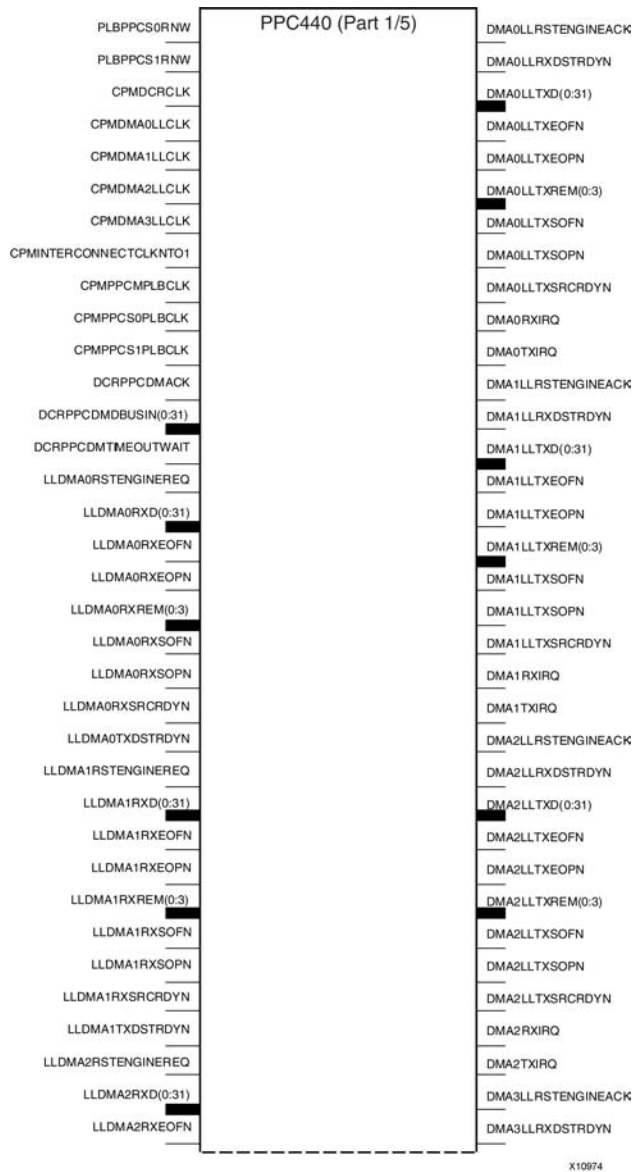 PPC440 (Part 1/5)
PLBPPCS0RNW
PLBPPCS1RNW
CPMDCRCLK
CPMDMA0LLCLK
CPMDMA1LLCLK
CPMDMA2LLCLK
CPMDMA3LLCLK
CPMINTERCONNECTCLKNTO1
CPMPPCMPLBCLK
CPMPPCS0PLBCLK
CPMPPCS1PLBCLK
DCRPPCDMACK
DCRPPCDMDBUSIN(0:31)
DCRPPCDMTIMEOUTWAIT
LLDMA0RSTENGINEREQ
LLDMA0RXD(0:31)
LLDMA0RXEOFN
LLDMA0RXEOPN
LLDMA0RXREM(0:3)
LLDMA0RXSOFN
LLDMA0RXSOPN
LLDMA0RXSRCRDYN
LLDMA0TXDSTRDYN
LLDMA1RSTENGINEREQ
LLDMA1RXD(0:31)
LLDMA1RXEOFN
LLDMA1RXEOPN
LLDMA1RXREM(0:3)
LLDMA1RXSOFN
LLDMA1RXSOPN
LLDMA1RXSRCRDYN
LLDMA1TXDSTRDYN
LLDMA2RSTENGINEREQ
LLDMA2RXD(0:31)
LLDMA2RXEOFN
DMA0LLRSTENGINEACK
DMA0LLRXDSTRDYN
DMA0LLTXD(0:31)
DMA0LLTXEOFN
DMA0LLTXEOPN
DMA0LLTXREM(0:3)
DMA0LLTXSOFN
DMA0LLTXSOPN
DMA0LLTXSRCRDYN
DMA0RXIRQ
DMA0TXIRQ
DMA1LLRSTENGINEACK
DMA1LLRXDSTRDYN
DMA1LLTXD(0:31)
DMA1LLTXEOFN
DMA1LLTXEOPN
DMA1LLTXREM(0:3)
DMA1LLTXSOFN
DMA1LLTXSOPN
DMA1LLTXSRCRDYN
DMA1RXIRQ
DMA1TXIRQ
DMA2LLRSTENGINEACK
DMA2LLRXDSTRDYN
DMA2LLTXD(0:31)
DMA2LLTXEOFN
DMA2LLTXEOPN
DMA2LLTXREM(0:3)
DMA2LLTXSOFN
DMA2LLTXSOPN
DMA2LLTXSRCRDYN
DMA2RXIRQ
DMA2TXIRQ
DMA3LLRSTENGINEACK
DMA3LLRXDSTRDYN
X10974